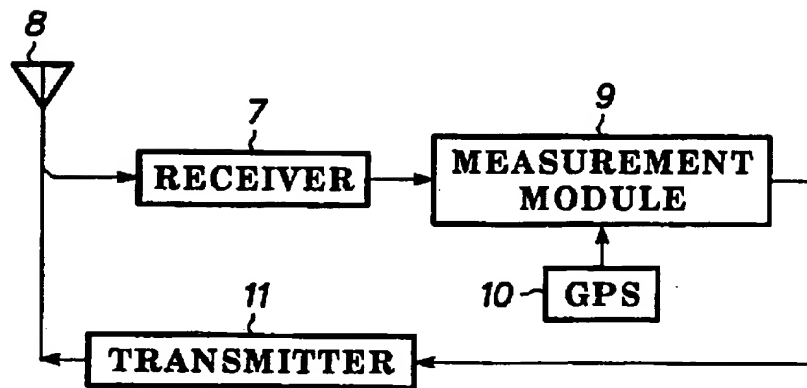 8
7
RECEIVER
9
MEASUREMENT
MODULE
10
GPS
11
TRANSMITTER